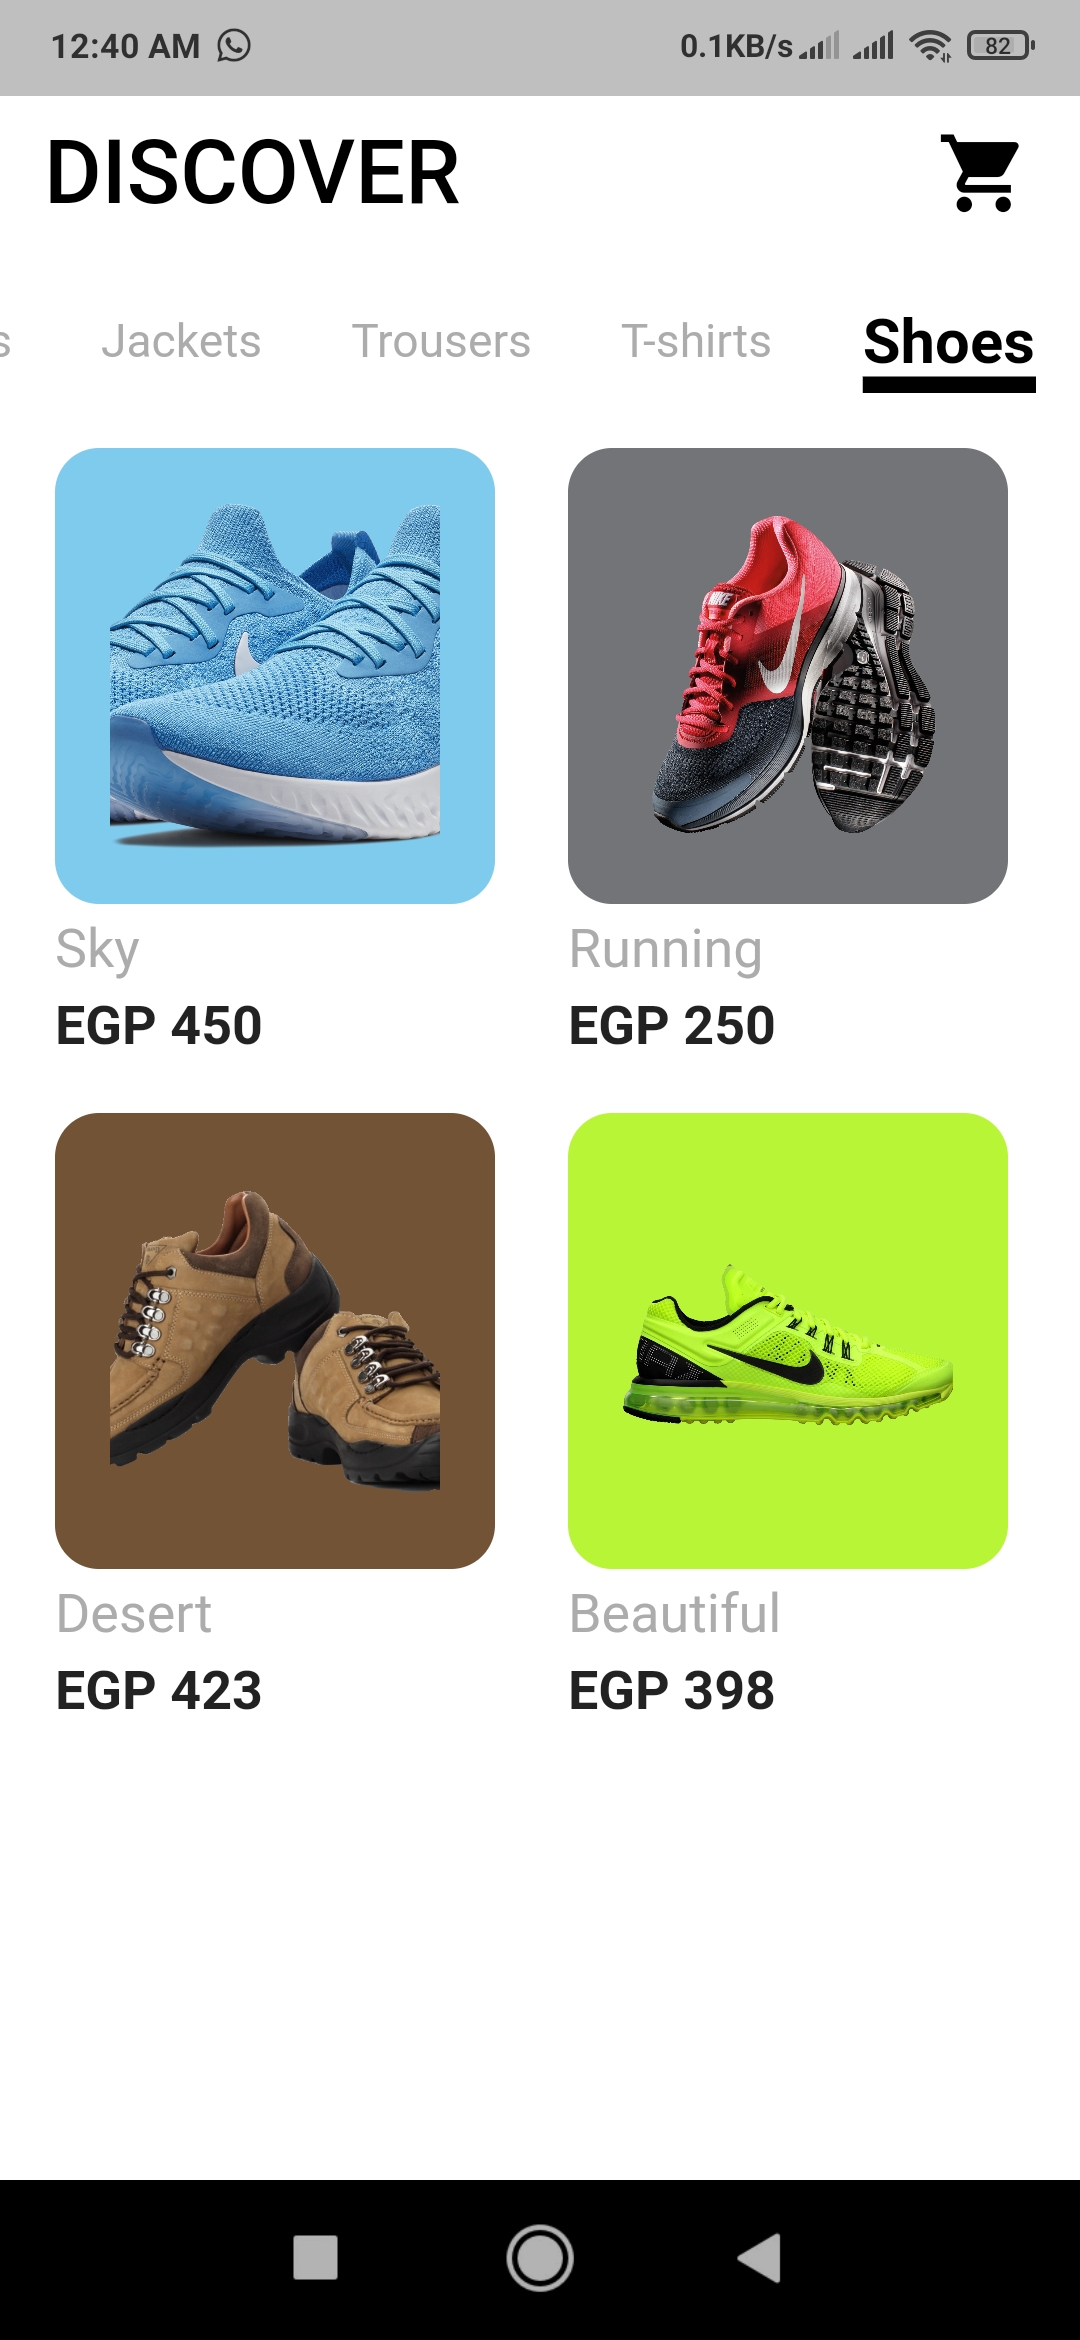 12:40 AM 0.1KB/s 82
DISCOVER
s Jackets Trousers T-shirts Shoes
NIKE
Sky Running
EGP 450 EGP 250
Desert Beautiful
EGP 423 EGP 398